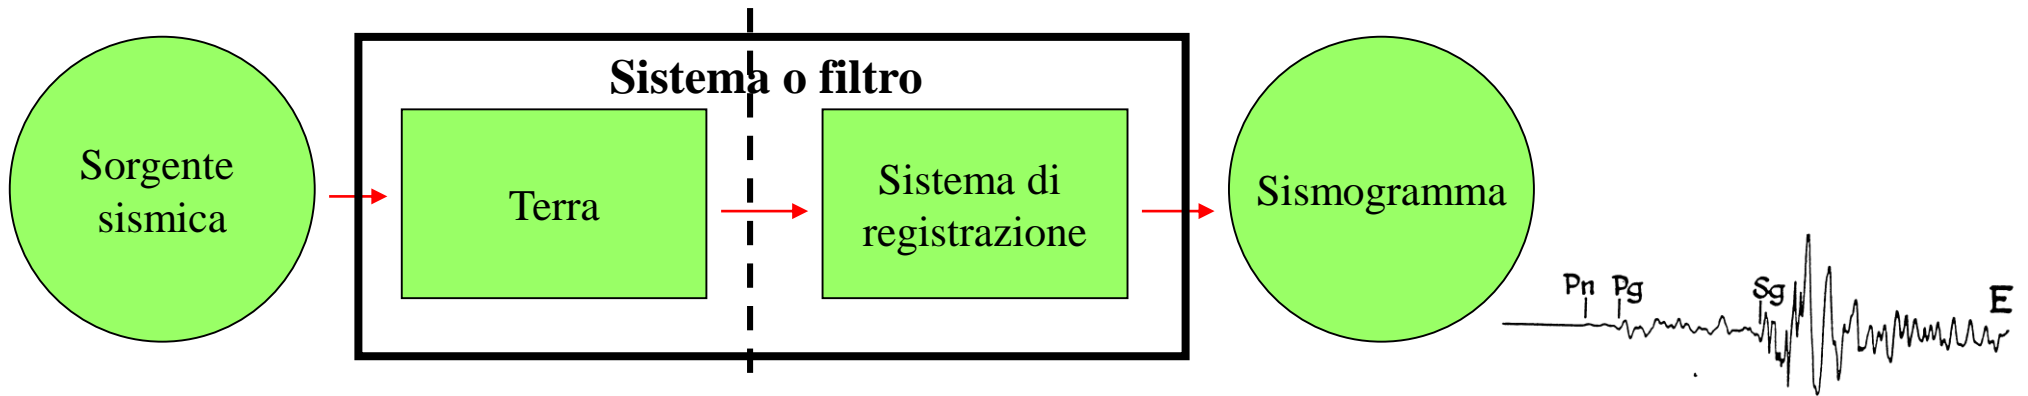 Sistema o filtro
Sorgente
sismica
Terra
Sistema di
registrazione
Sismogramma
Pn Pg Sg E